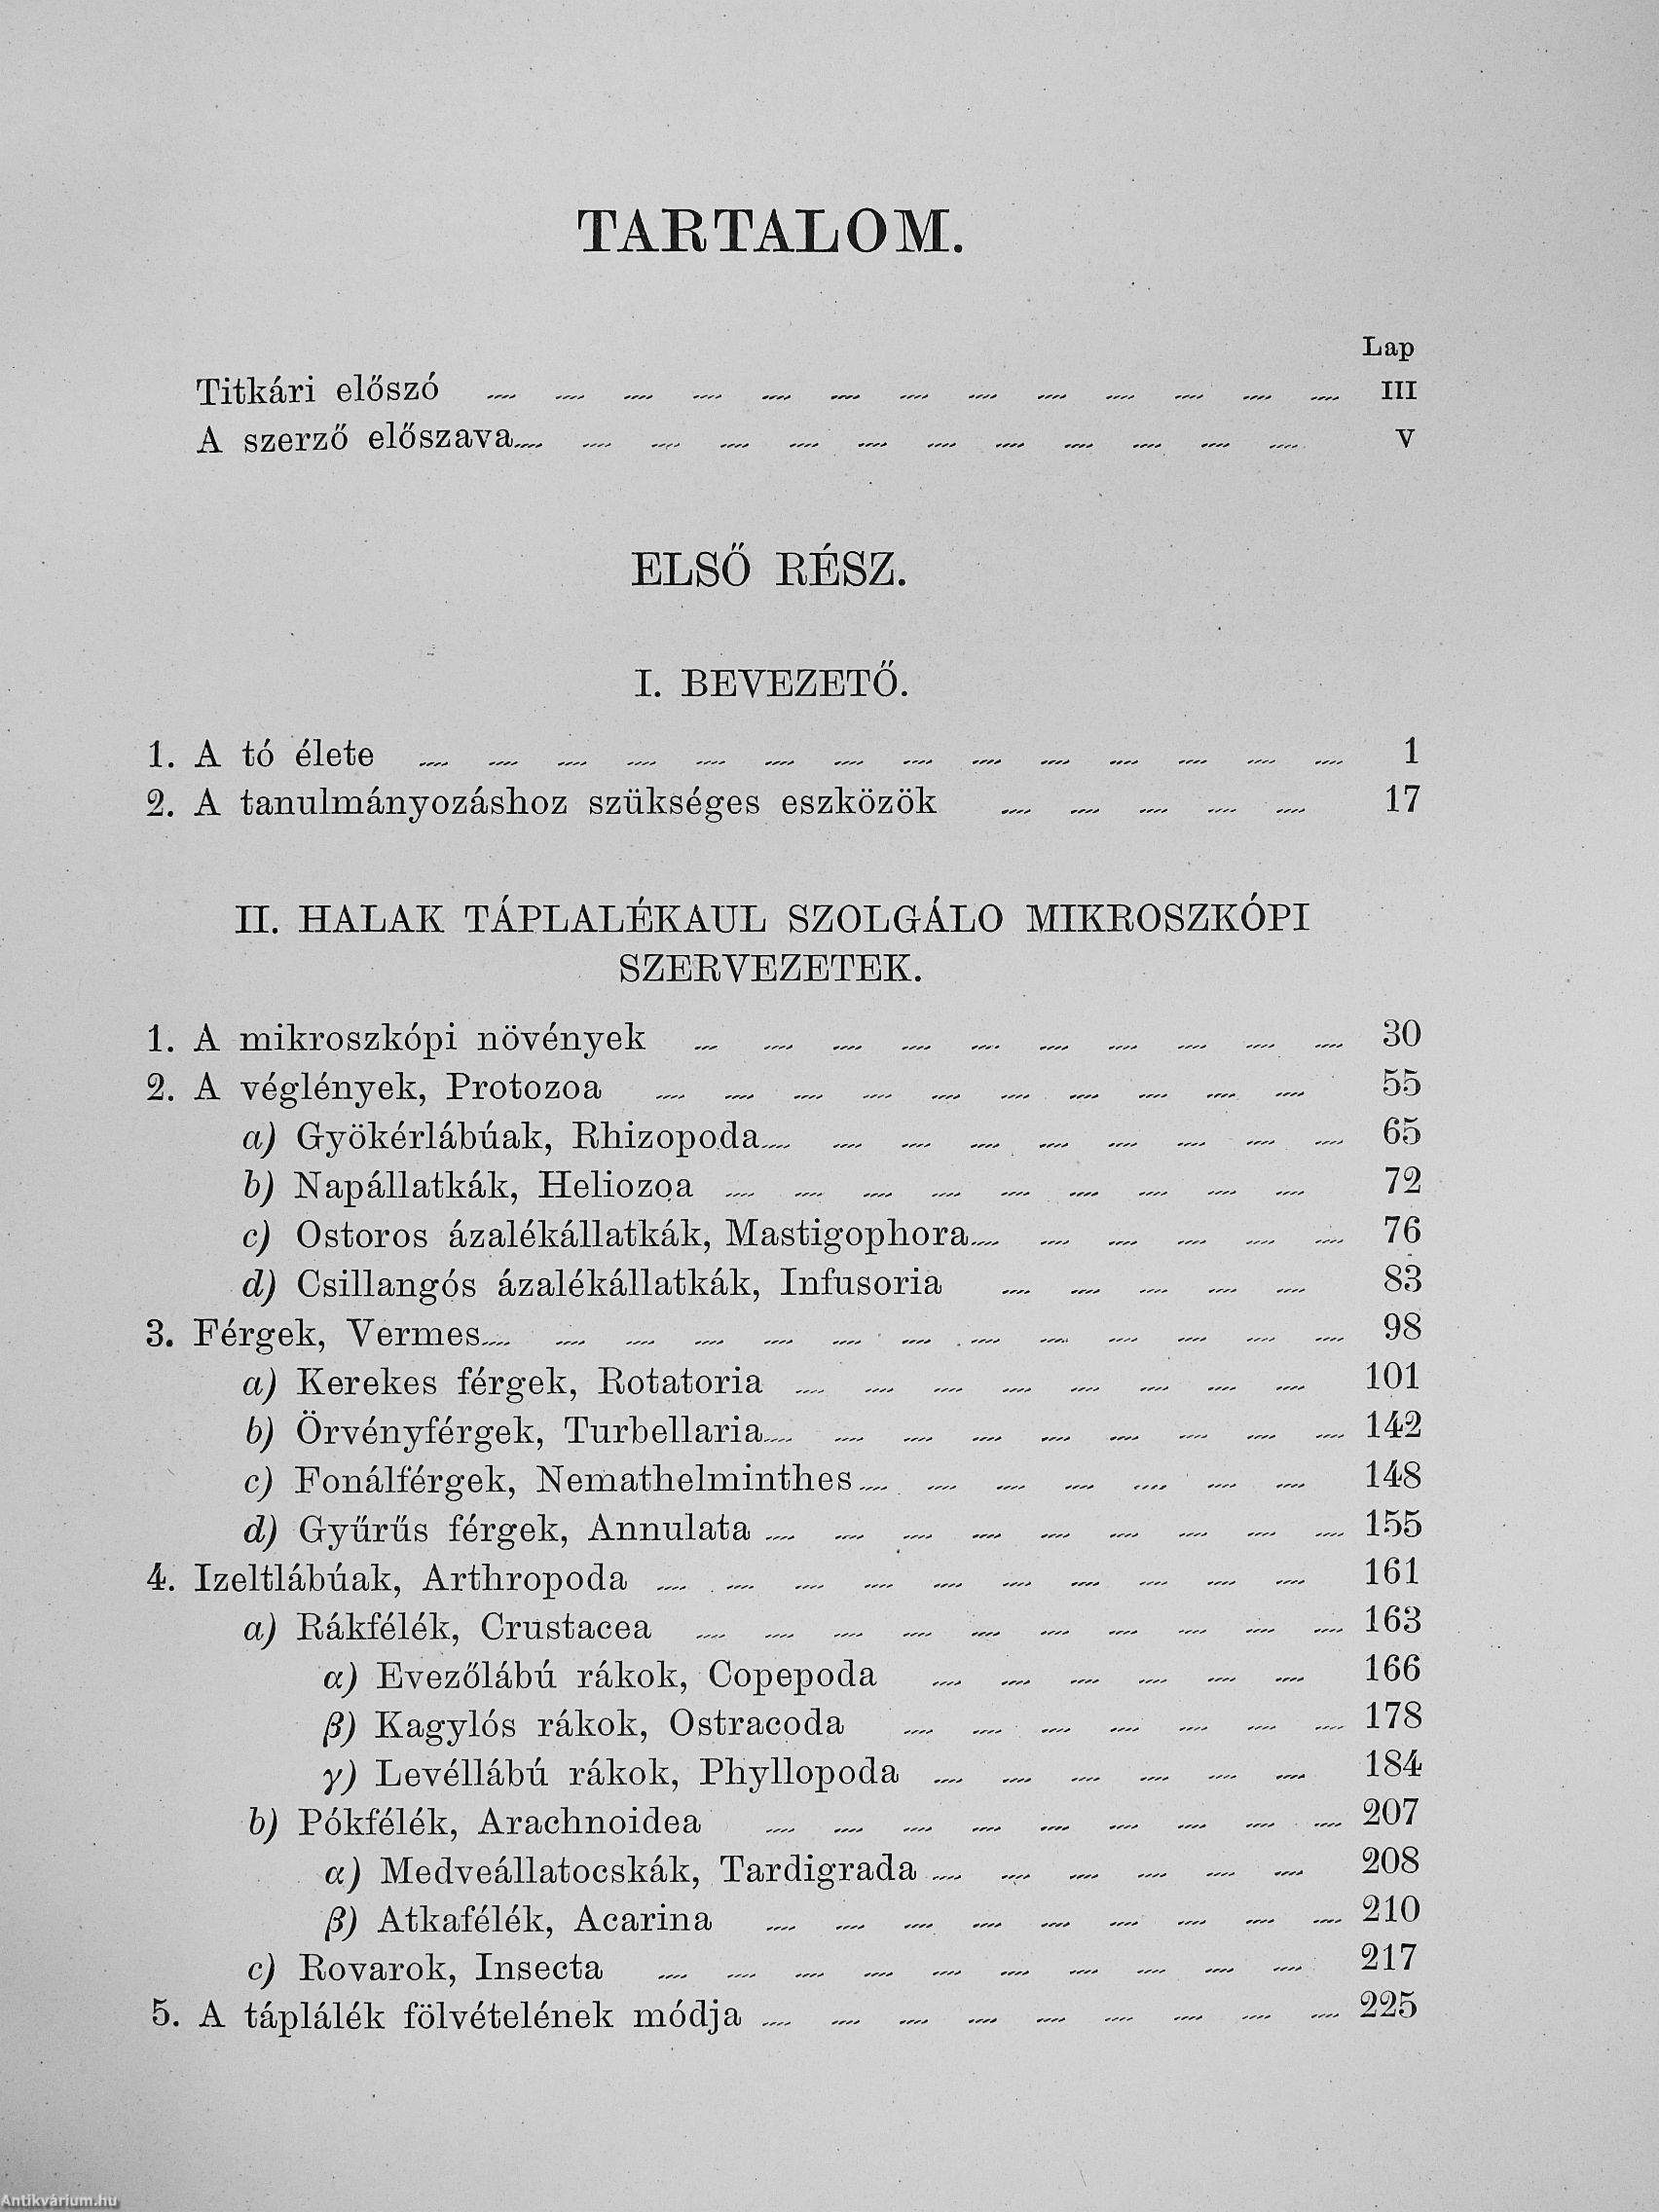 TARTALOM.
Lap
Titkári előszó III
A szerző előszava V
ELSŐ RÉSZ.
I. BEVEZETŐ.
1. A tó élete 1
2. A tanulmányozáshoz szükséges eszközök 17
II. HALAK TÁPLALÉKAUL SZOLGÁLO MIKROSZKÓPI
SZERVEZETEK.
1. A mikroszkópi növények 30
2. A véglények, Protozoa 55
a) Gyökérlábúak, Rhizopoda 65
b) Napállatkák, Heliozoa 72
c) Ostoros ázalékállatkák, Mastigophora 76
d) Csillangós ázalékállatkák, Infusoria 83
3. Férgek, Vermes 98
a) Kerekes férgek, Rotatoria 101
b) Örvényférgek, Turbellaria 142
c) Fonálférgek, Nemathelminthes 148
d) Gyűrűs férgek, Annulata 155
4. Izeltlábúak, Arthropoda 161
a) Rákfélék, Crustacea 163
α) Evezőlábú rákok, Copepoda 166
β) Kagylós rákok, Ostracoda 178
γ) Levéllábú rákok, Phyllopoda 184
b) Pókfélék, Arachnoidea 207
α) Medveállatocskák, Tardigrada 208
β) Atkafélék, Acarina 210
c) Rovarok, Insecta 217
5. A táplálék fölvételének módja 225
Antikvárium.hu